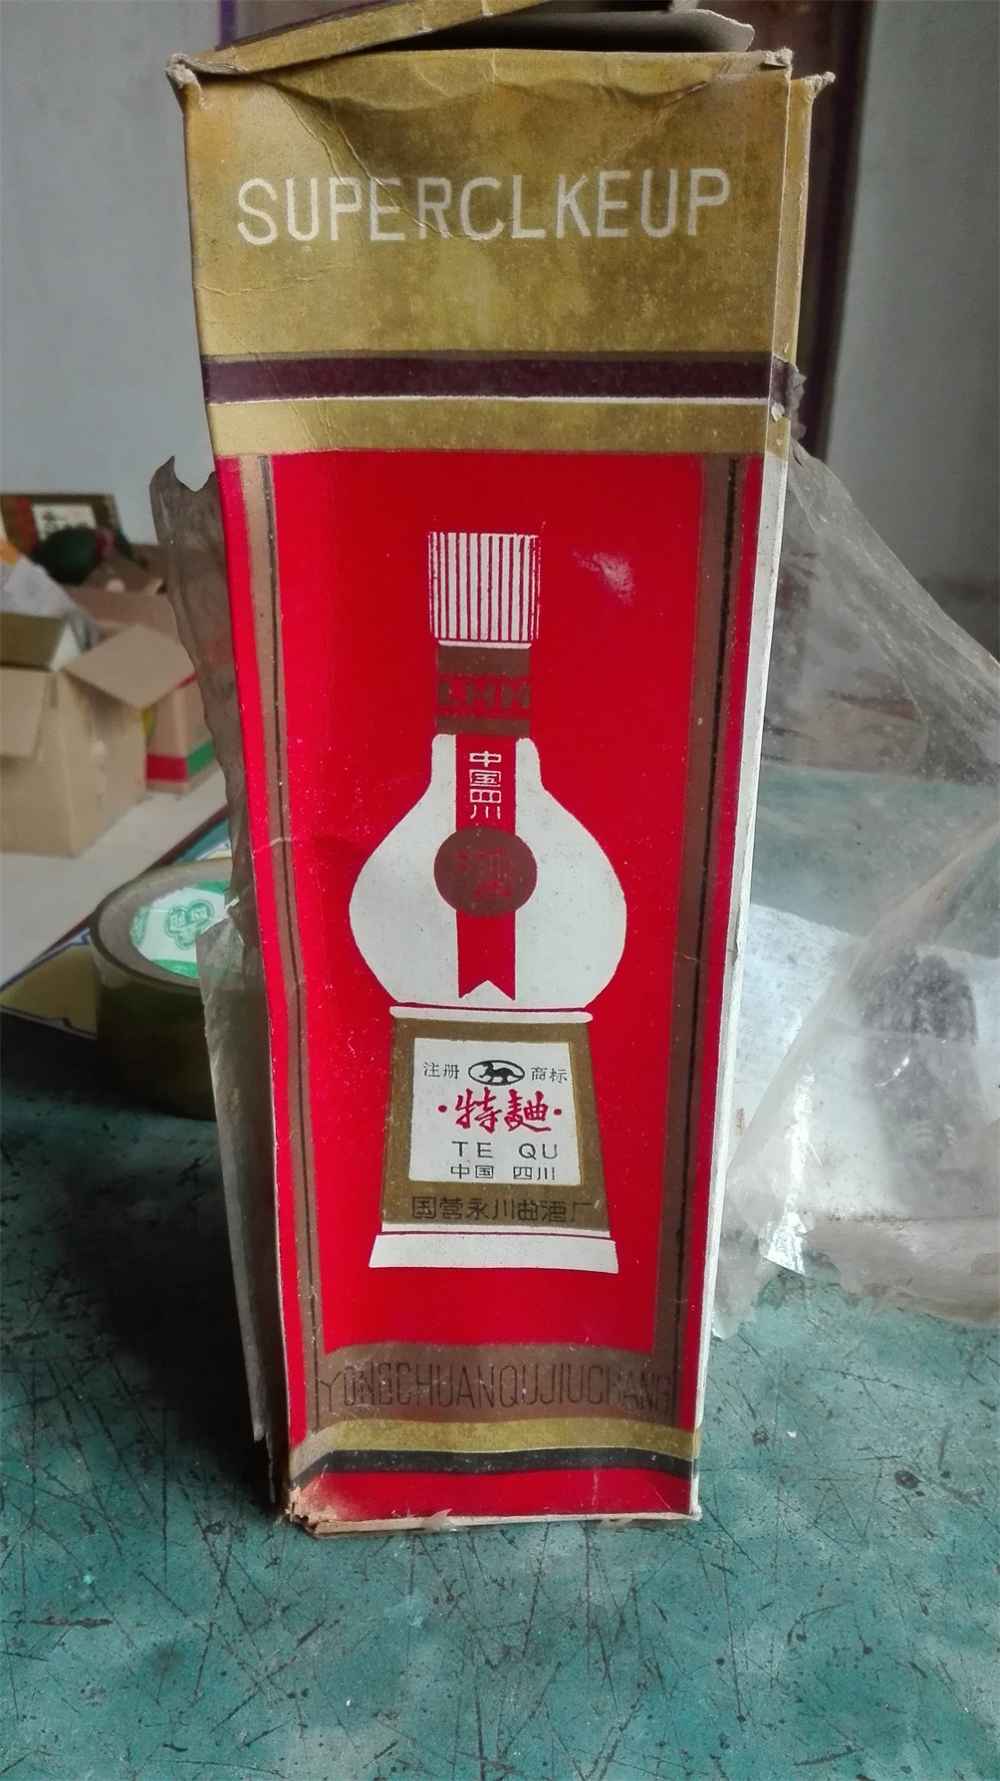 SUPERCLKEUP
中国四川
注册 商标
·特麯·
TE QU
中国 四川
国营永川曲酒厂
YONGCHUANQUJIUCHANG